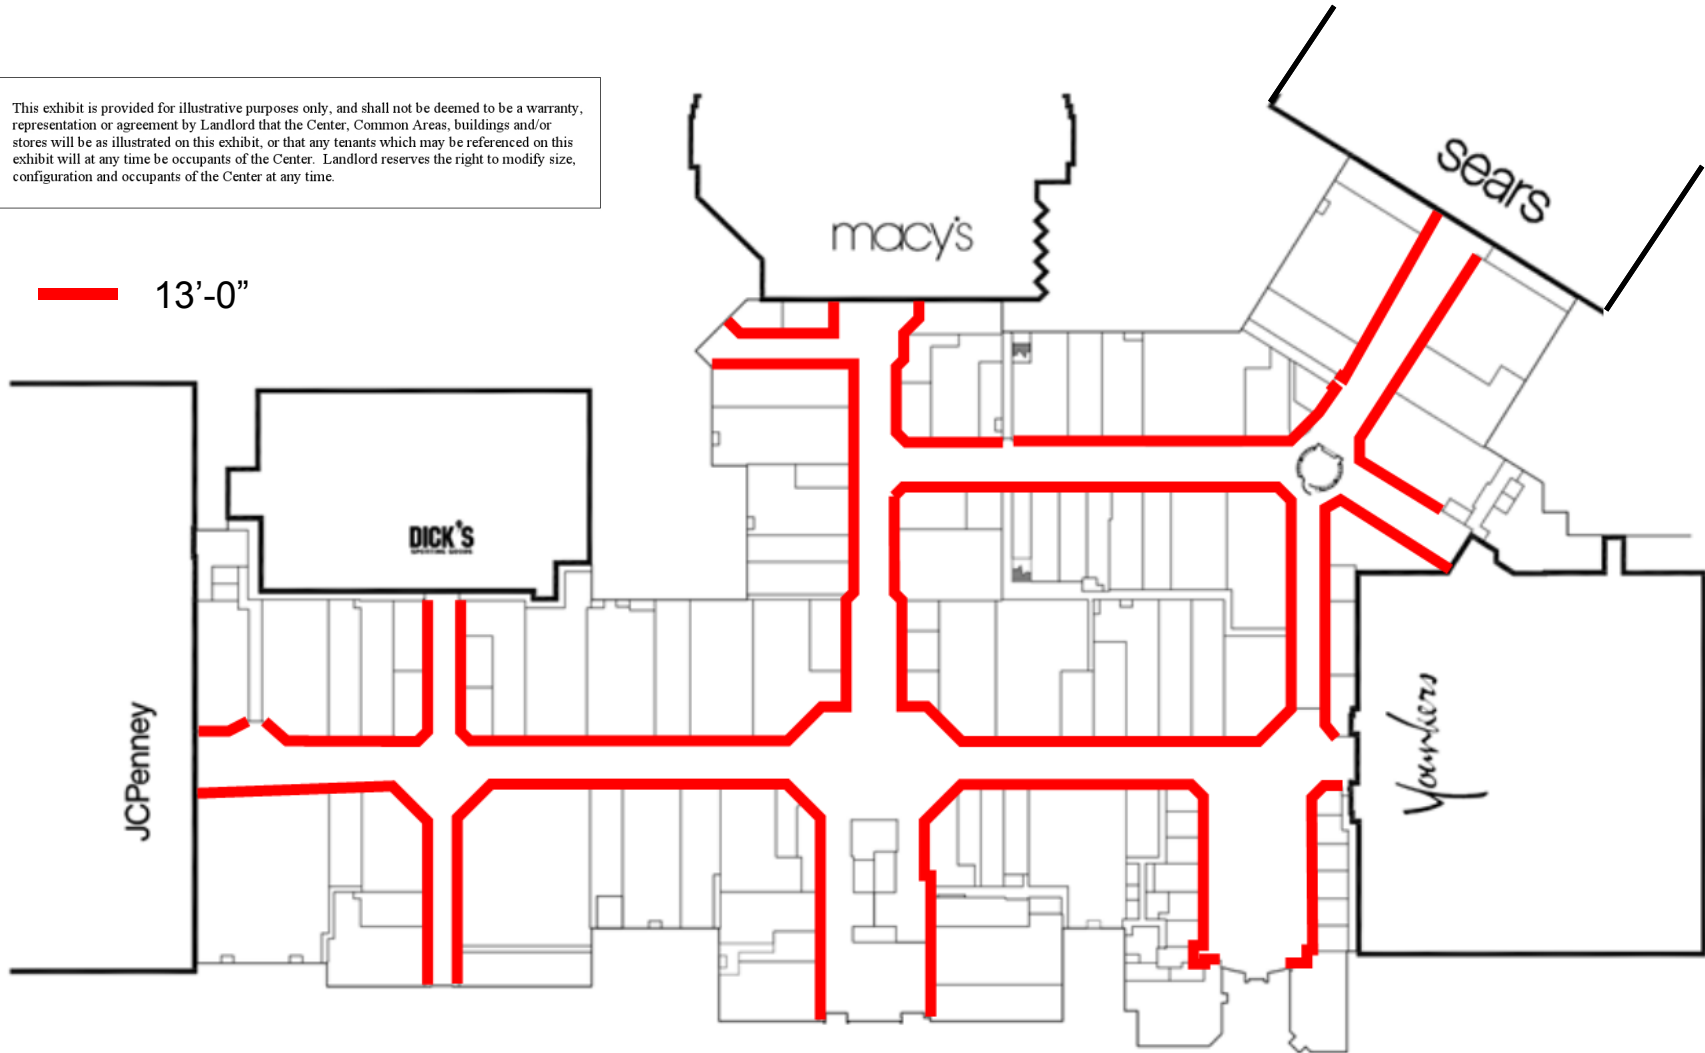 This exhibit is provided for illustrative purposes only, and shall not be deemed to be a warranty,
representation or agreement by Landlord that the Center, Common Areas, buildings and/or
stores will be as illustrated on this exhibit, or that any tenants which may be referenced on this
exhibit will at any time be occupants of the Center.  Landlord reserves the right to modify size,
configuration and occupants of the Center at any time.
sears
macy's
13’-0”
DICK'S
SPORTING GOODS
JCPenney
Younkers